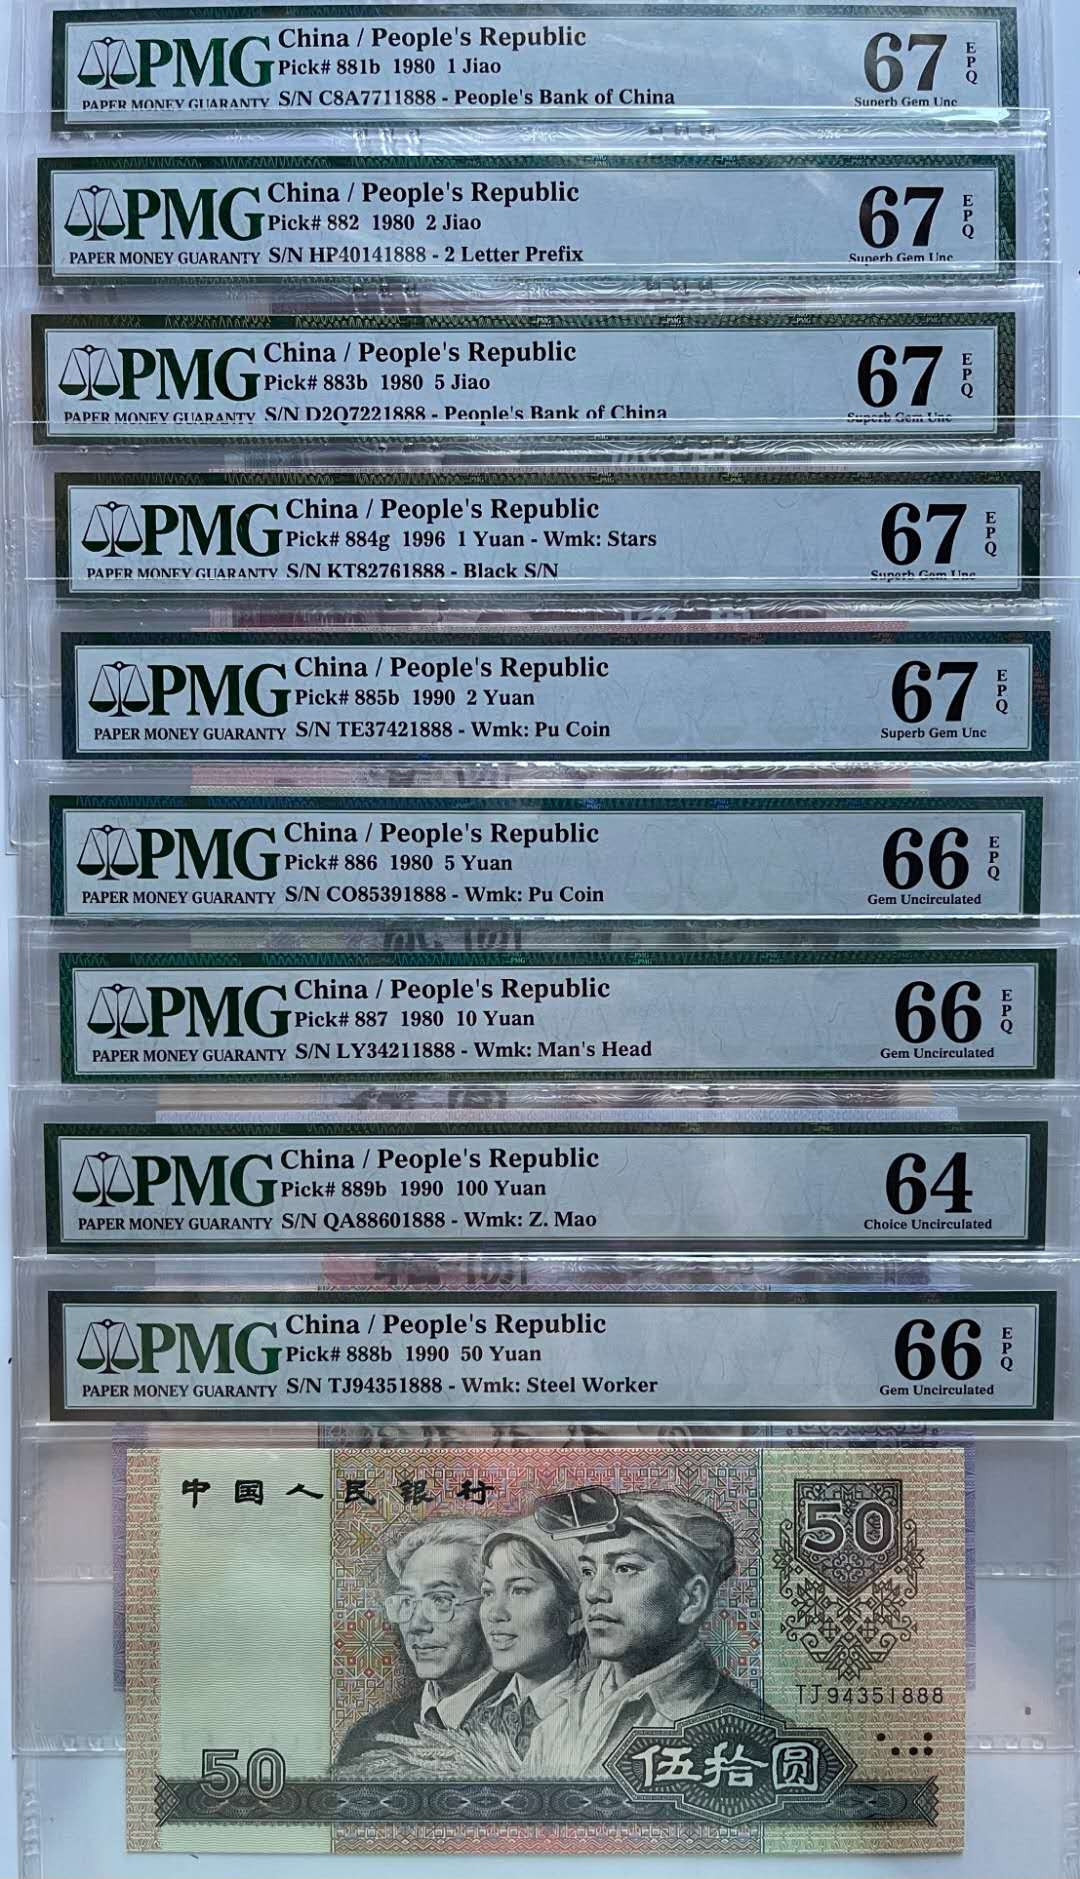 PMG
PAPER MONEY GUARANTY
China / People's Republic
Pick# 881b 1980 1 Jiao
S/N C8A7711888 - People's Bank of China
67 EPQ
Superb Gem Unc
PMG
PAPER MONEY GUARANTY
China / People's Republic
Pick# 882 1980 2 Jiao
S/N HP40141888 - 2 Letter Prefix
67 EPQ
Superb Gem Unc
PMG
PAPER MONEY GUARANTY
China / People's Republic
Pick# 883b 1980 5 Jiao
S/N D2Q7221888 - People's Bank of China
67 EPQ
Superb Gem Unc
PMG
PAPER MONEY GUARANTY
China / People's Republic
Pick# 884g 1996 1 Yuan - Wmk: Stars
S/N KT82761888 - Black S/N
67 EPQ
Superb Gem Unc
PMG
PAPER MONEY GUARANTY
China / People's Republic
Pick# 885b 1990 2 Yuan
S/N TE37421888 - Wmk: Pu Coin
67 EPQ
Superb Gem Unc
PMG
PAPER MONEY GUARANTY
China / People's Republic
Pick# 886 1980 5 Yuan
S/N CO85391888 - Wmk: Pu Coin
66 EPQ
Gem Uncirculated
PMG
PAPER MONEY GUARANTY
China / People's Republic
Pick# 887 1980 10 Yuan
S/N LY34211888 - Wmk: Man's Head
66 EPQ
Gem Uncirculated
PMG
PAPER MONEY GUARANTY
China / People's Republic
Pick# 889b 1990 100 Yuan
S/N QA88601888 - Wmk: Z. Mao
64
Choice Uncirculated
PMG
PAPER MONEY GUARANTY
China / People's Republic
Pick# 888b 1990 50 Yuan
S/N TJ94351888 - Wmk: Steel Worker
66 EPQ
Gem Uncirculated
中国人民银行
50
TJ94351888
50
伍拾圆